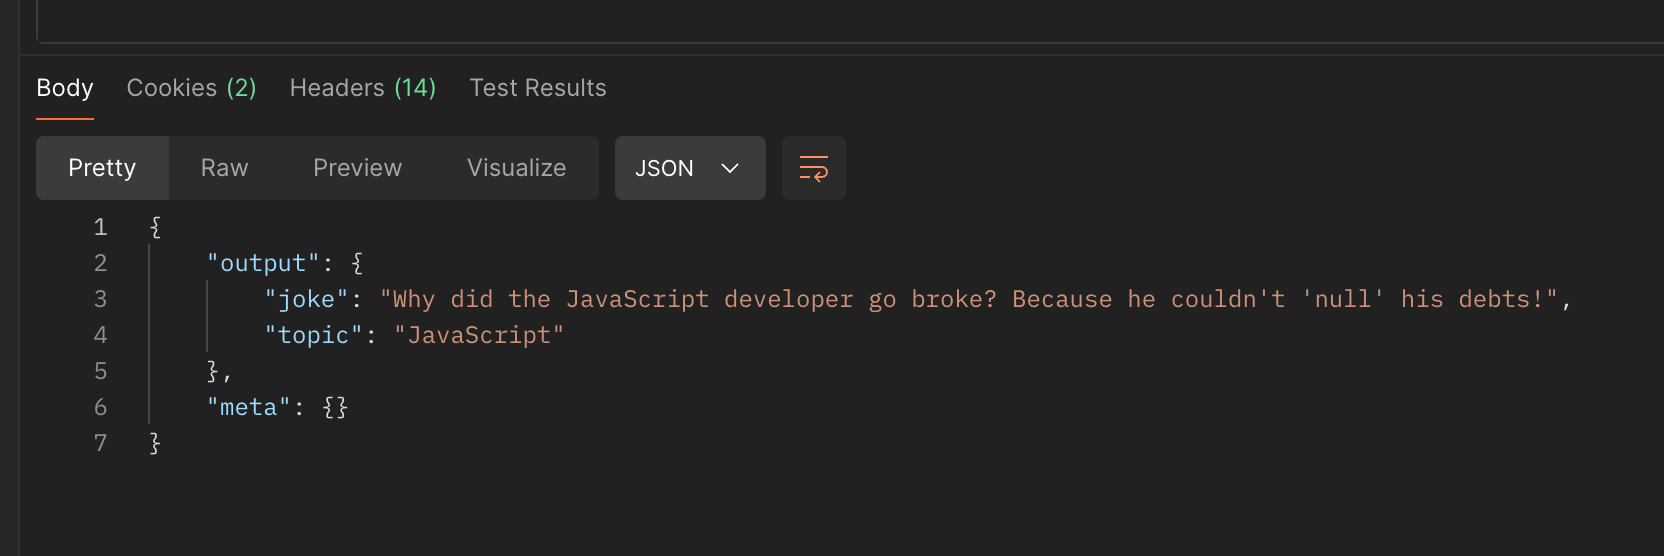 Body Cookies (2) Headers (14) Test Results
Pretty Raw Preview Visualize JSON
1 {
2 "output": {
3 "joke": "Why did the JavaScript developer go broke? Because he couldn't 'null' his debts!",
4 "topic": "JavaScript"
5 },
6 "meta": {}
7 }